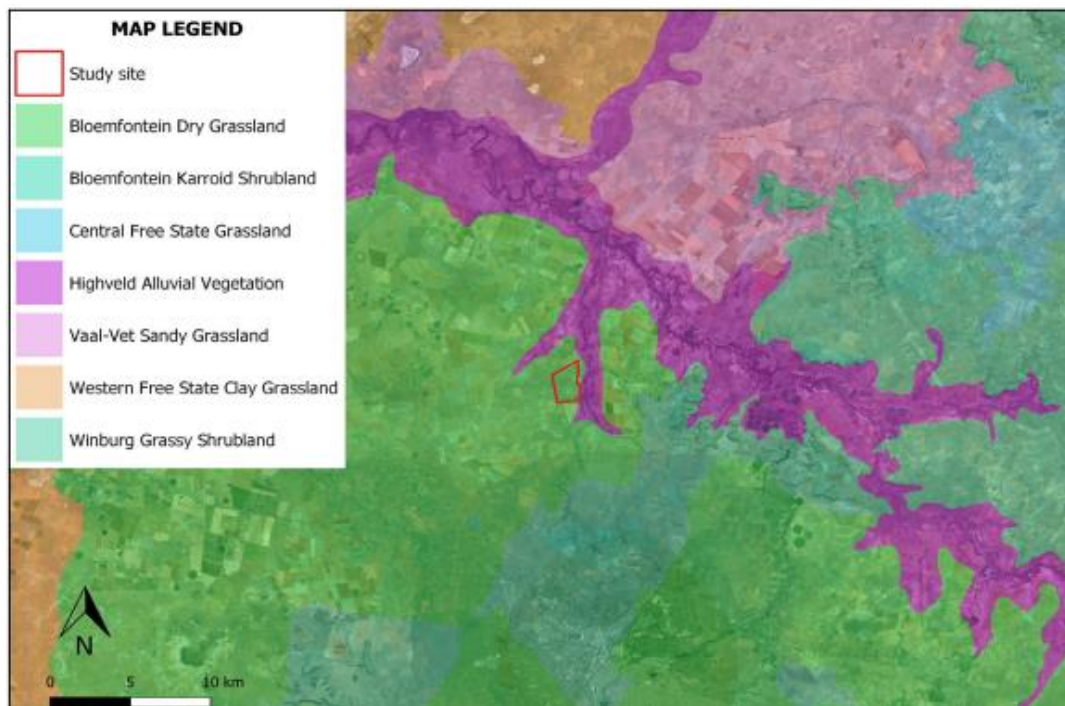 MAP LEGEND
Study site
Bloemfontein Dry Grassland
Bloemfontein Karroid Shrubland
Central Free State Grassland
Highveld Alluvial Vegetation
Vaal-Vet Sandy Grassland
Western Free State Clay Grassland
Winburg Grassy Shrubland
N
0 5 10 km